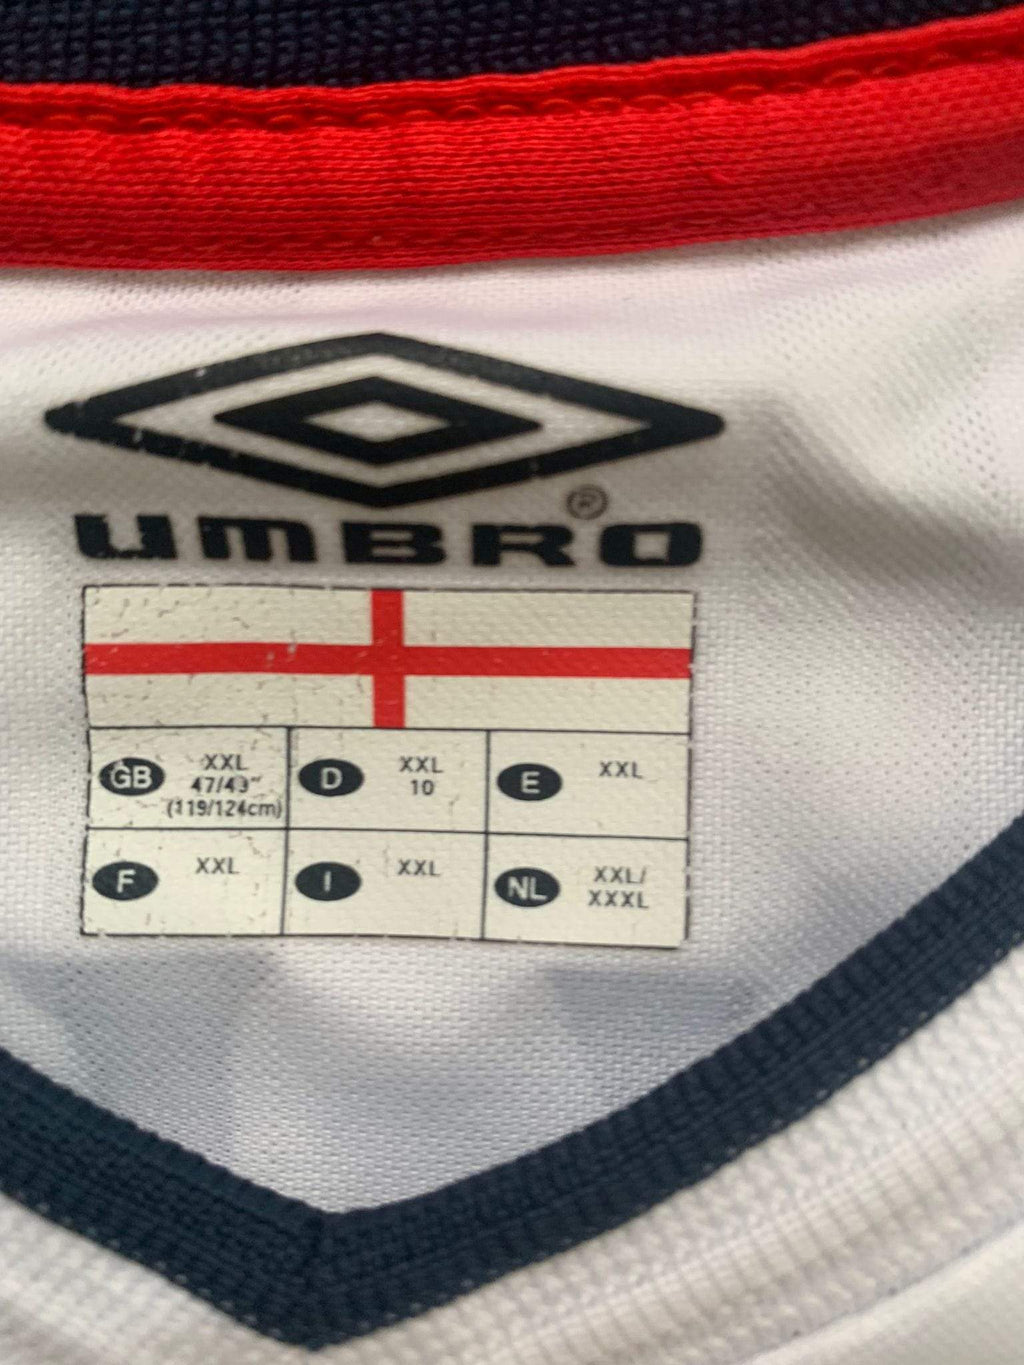 ®
UMBRO
GB XXL
47/49"
(119/124cm)
D XXL
10
E XXL
F XXL
I XXL
NL XXL/
XXXL